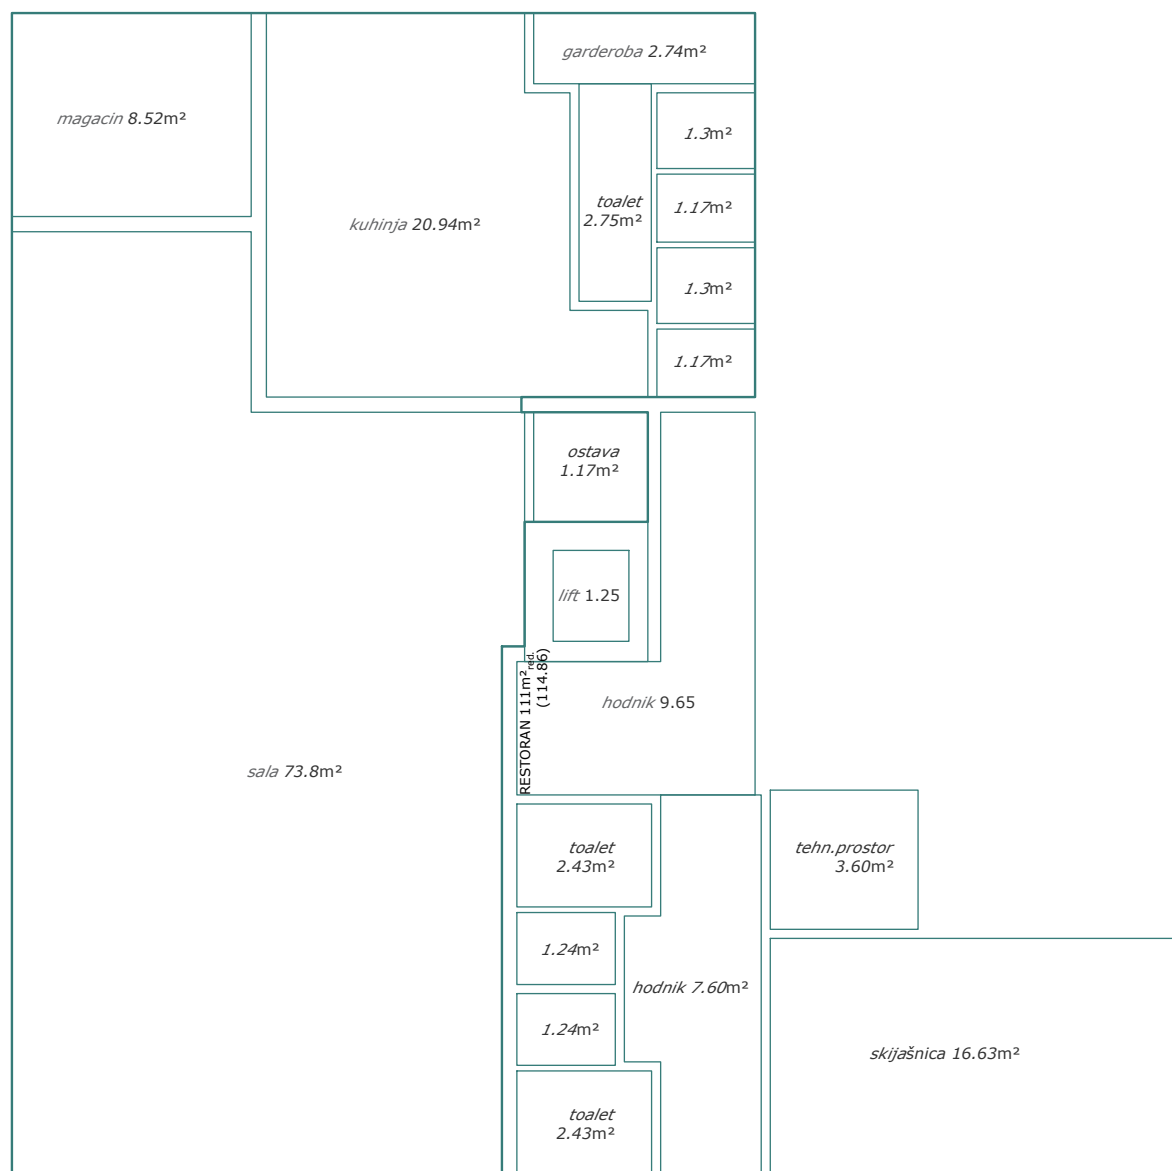 garderoba 2.74m²
magacin 8.52m²
1.3m²
toalet
2.75m²
1.17m²
kuhinja 20.94m²
1.3m²
1.17m²
ostava
1.17m²
lift 1.25
RESTORAN 111m² red.
(114.86)
hodnik 9.65
sala 73.8m²
toalet
2.43m²
tehn.prostor
3.60m²
1.24m²
hodnik 7.60m²
1.24m²
skijašnica 16.63m²
toalet
2.43m²